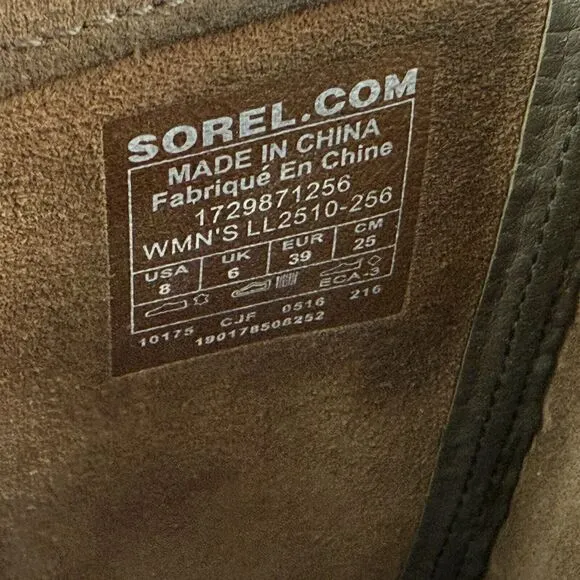 SOREL.COM
MADE IN CHINA
Fabriqué En Chine
1729871256
WMN'S LL2510-256
USA UK EUR CM
8 6 39 25
ECA-3
10175 CJF 0516 216
190178506252